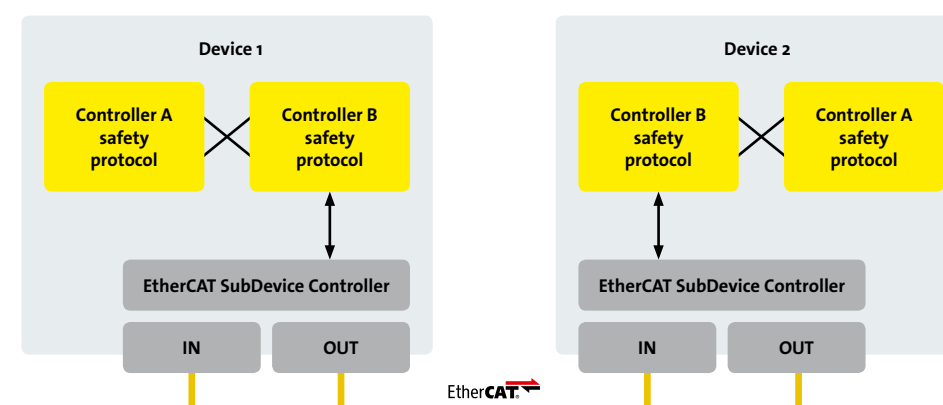 Device 1
Controller A
safety
protocol
Controller B
safety
protocol
EtherCAT SubDevice Controller
IN
OUT
Device 2
Controller B
safety
protocol
Controller A
safety
protocol
EtherCAT SubDevice Controller
IN
OUT
EtherCAT®